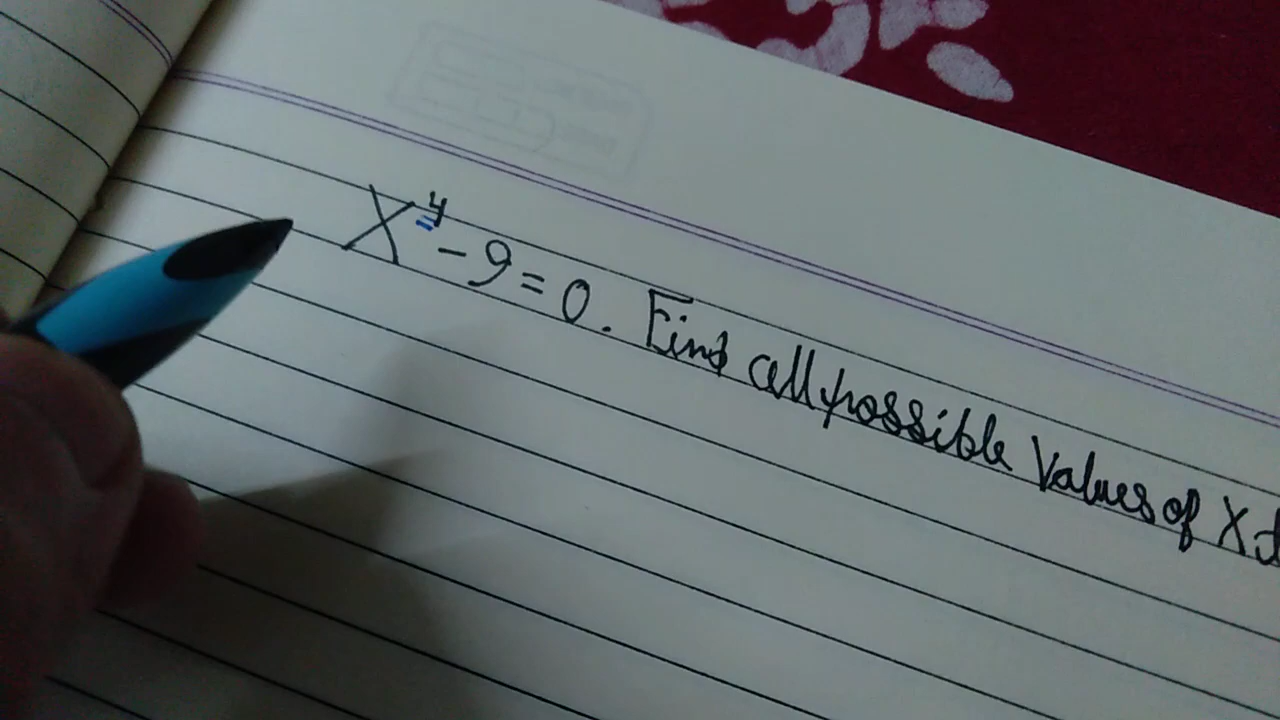 X⁴ - 9 = 0. Find all possible Values of X